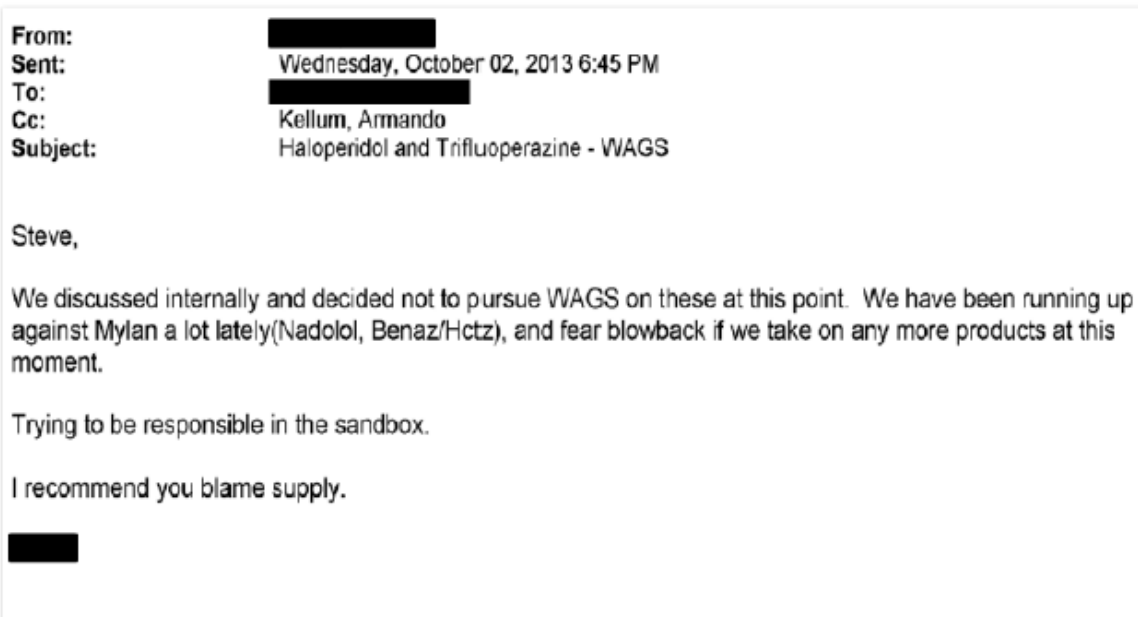 From:
Sent: Wednesday, October 02, 2013 6:45 PM
To:
Cc: Kellum, Armando
Subject: Haloperidol and Trifluoperazine - WAGS
Steve,
We discussed internally and decided not to pursue WAGS on these at this point. We have been running up
against Mylan a lot lately(Nadolol, Benaz/Hctz), and fear blowback if we take on any more products at this
moment.
Trying to be responsible in the sandbox.
I recommend you blame supply.